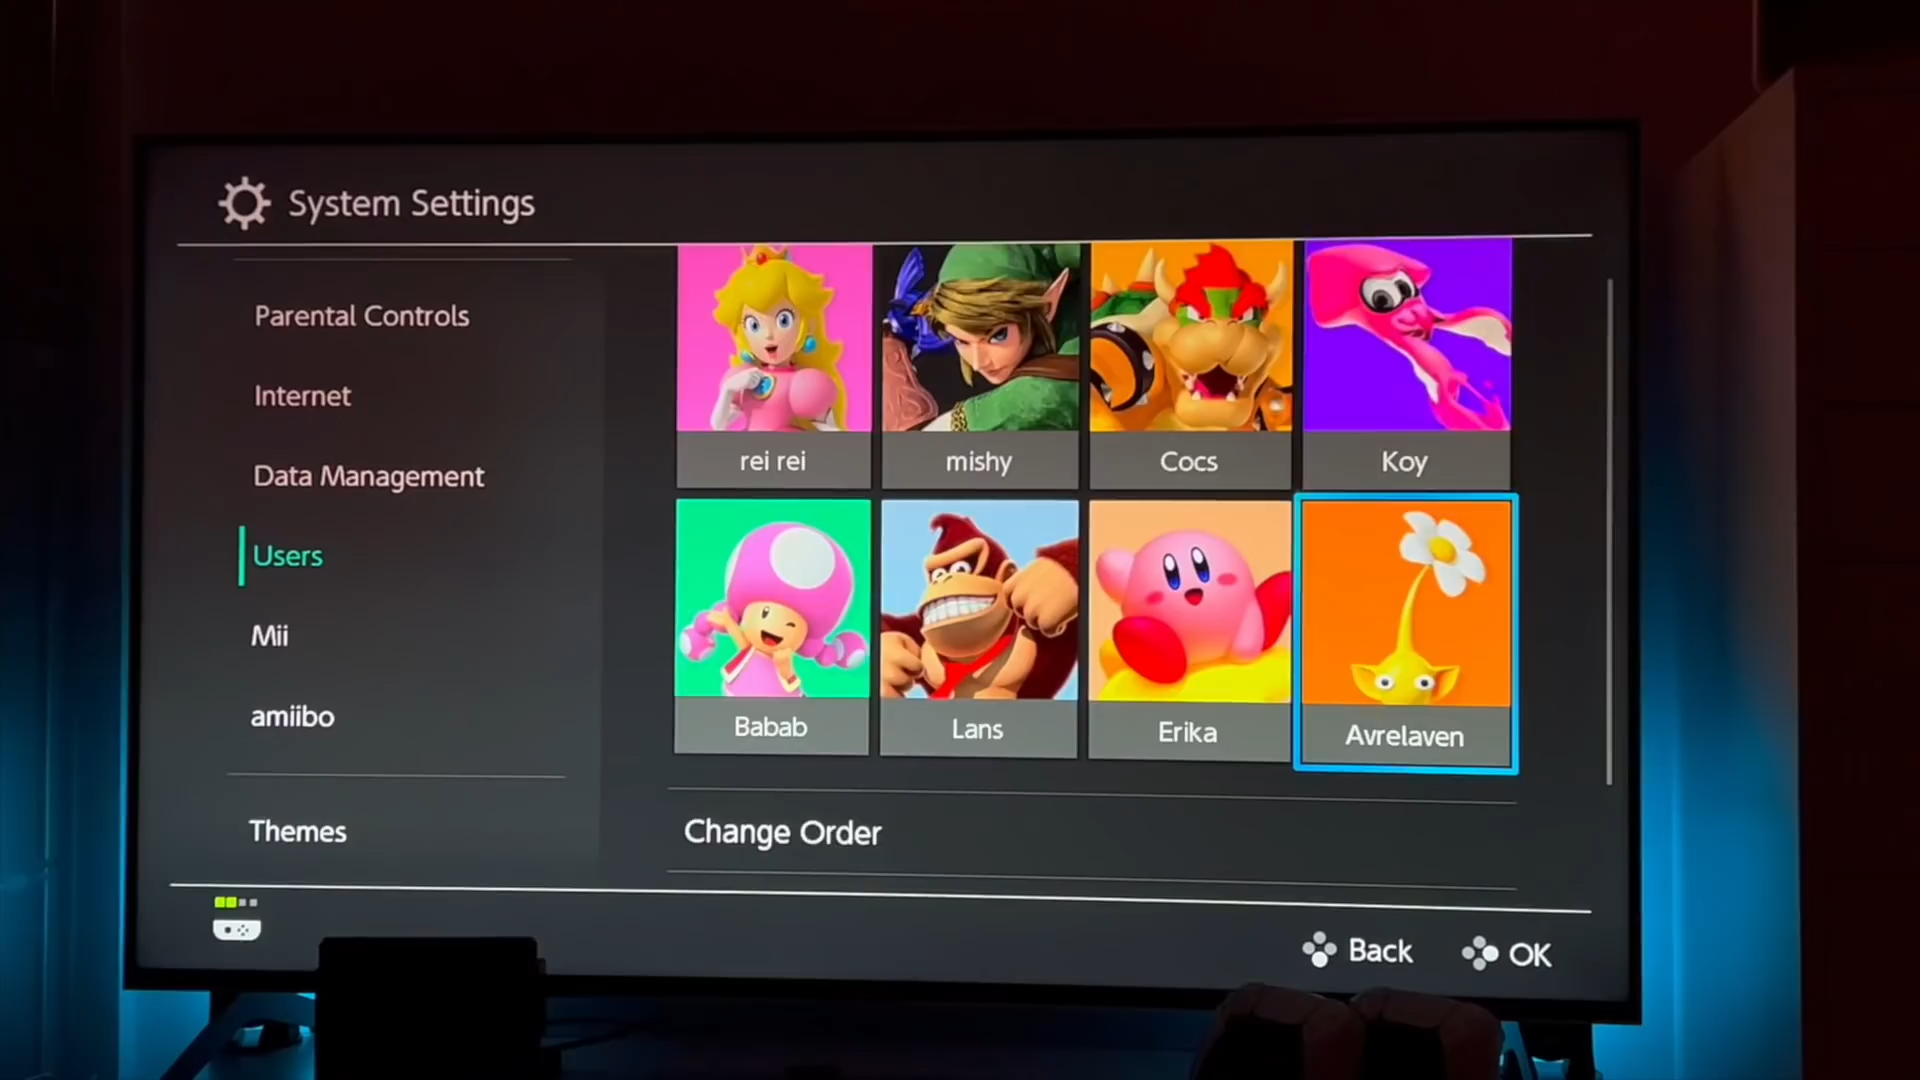 System Settings
Parental Controls
Internet
Data Management
Users
Mii
amiibo
Themes
rei rei
mishy
Cocs
Koy
Babab
Lans
Erika
Avrelaven
Change Order
Back
OK